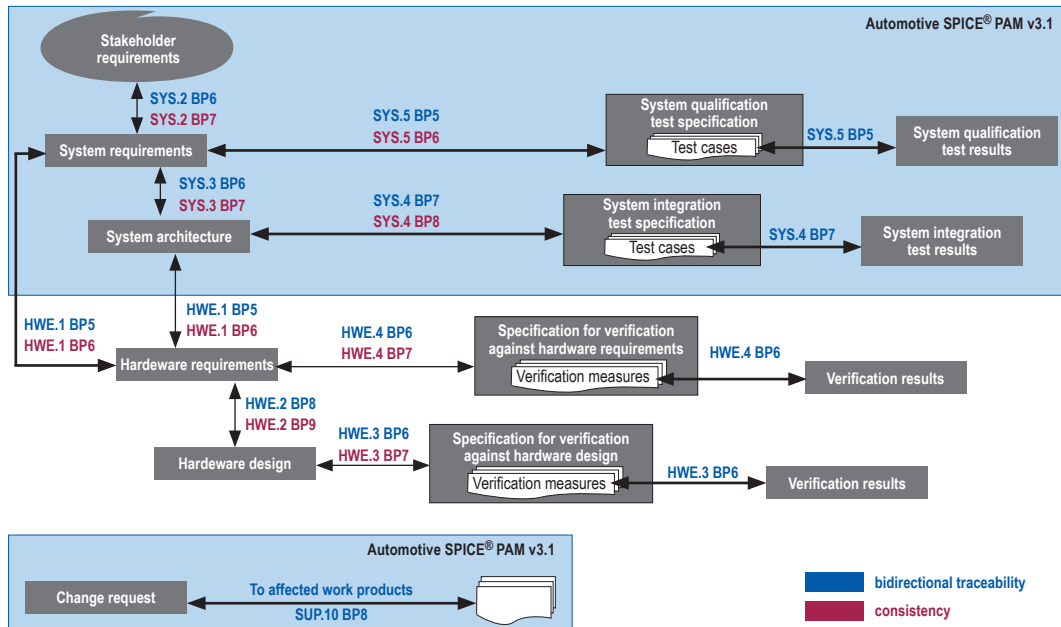 Automotive SPICE® PAM v3.1
Stakeholder
requirements
SYS.2 BP6
SYS.2 BP7
SYS.5 BP5
SYS.5 BP6
System qualification
test specification
Test cases
SYS.5 BP5
System qualification
test results
System requirements
SYS.3 BP6
SYS.3 BP7
SYS.4 BP7
SYS.4 BP8
System integration
test specification
Test cases
SYS.4 BP7
System integration
test results
System architecture
HWE.1 BP5
HWE.1 BP6
HWE.1 BP5
HWE.1 BP6
HWE.4 BP6
HWE.4 BP7
Specification for verification
against hardware requirements
Verification measures
HWE.4 BP6
Verification results
Hardware requirements
HWE.2 BP8
HWE.2 BP9
HWE.3 BP6
HWE.3 BP7
Specification for verification
against hardware design
Verification measures
HWE.3 BP6
Verification results
Hardware design
Automotive SPICE® PAM v3.1
Change request
To affected work products
SUP.10 BP8
bidirectional traceability
consistency